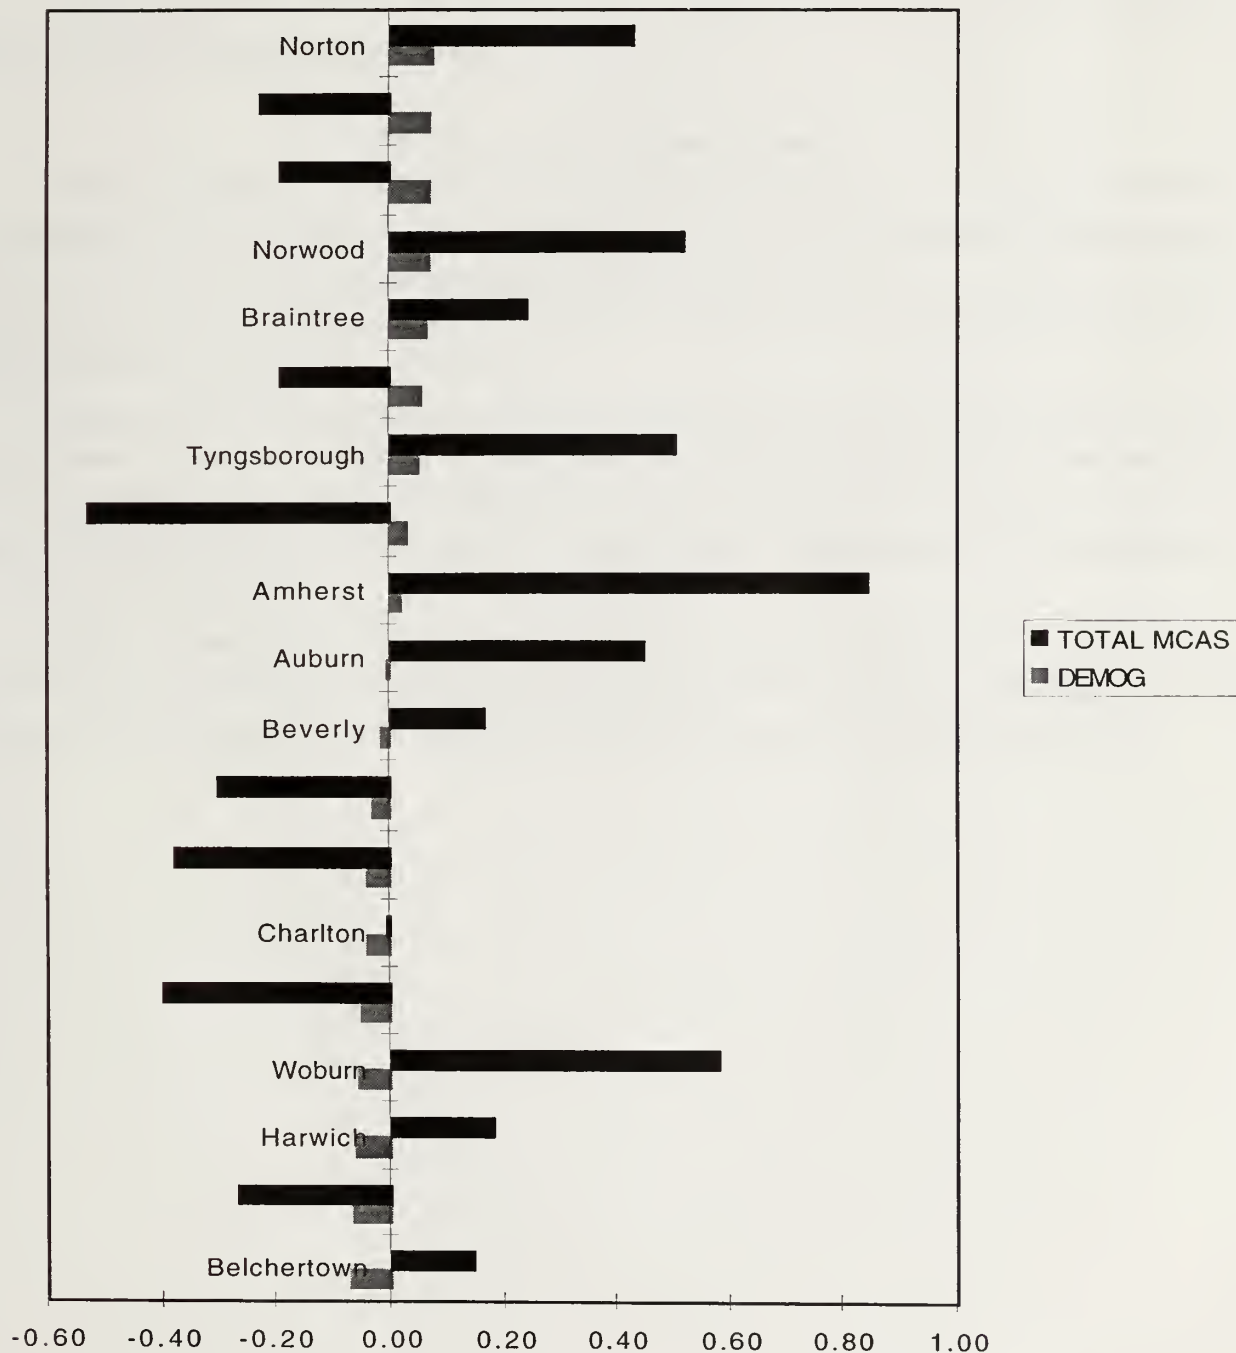 Norton
Norwood
Braintree
Tyngsborough
Amherst
Auburn
Beverly
Charlton
Woburn
Harwich
Belchertown
TOTAL MCAS
DEMOG
-0.60 -0.40 -0.20 0.00 0.20 0.40 0.60 0.80 1.00